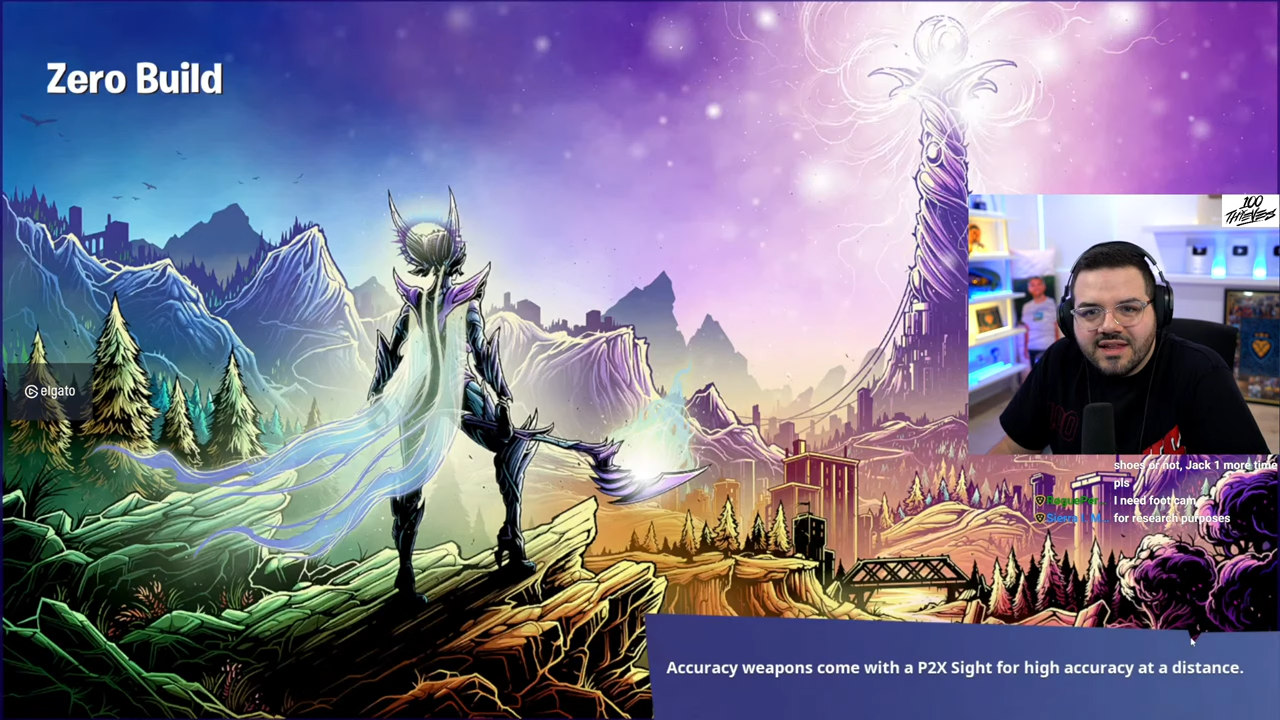 Zero Build
100
THIEVES
elgato
shoes or not, Jack 1 more time
pls
I need foot cam
for research purposes
Accuracy weapons come with a P2X Sight for high accuracy at a distance.